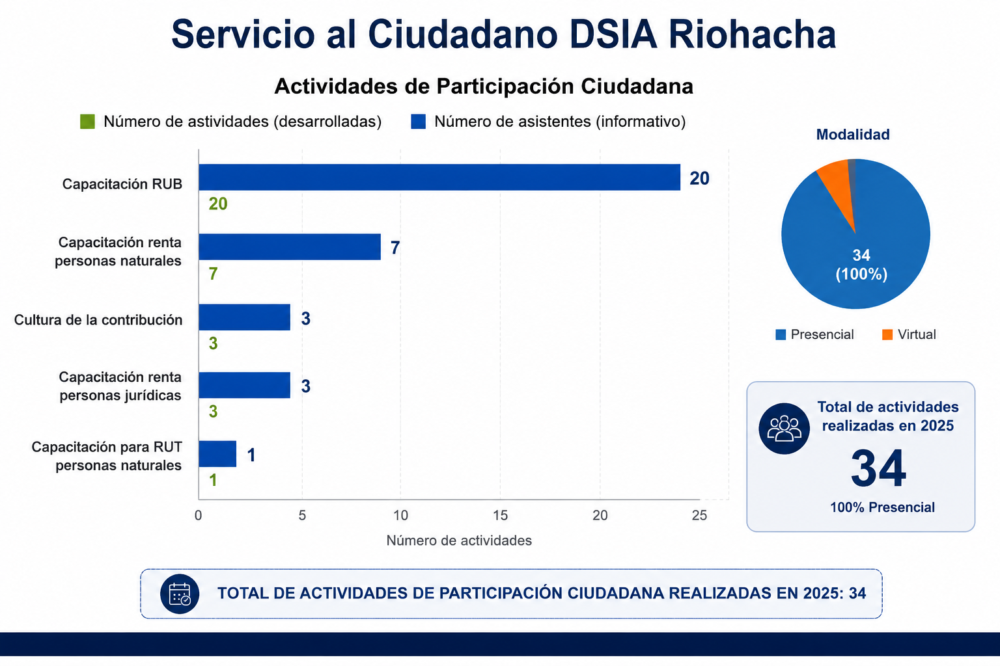 Servicio al Ciudadano DSIA Riohacha
Actividades de Participación Ciudadana
Número de astividades (desarrolladas)
Número de asistentes (informativo)
Capacitación RUB
20
20
Capacitación renta
personas naturales
7
7
Cultura de la contribución
3
3
Capacitación renta
personas jurídicas
3
3
Capacitación para RUT
personas naturales
1
1
0 5 10 15 20 25
Número de actividades
Modalidad
34
(100%)
Presencial
Virtual
Total de actividades
realizadas en 2025
34
100% Presencial
TOTAL DE ACTIVIDADES DE PARTICIPACIÓN CIUDADANA REALIZADAS EN 2025: 34